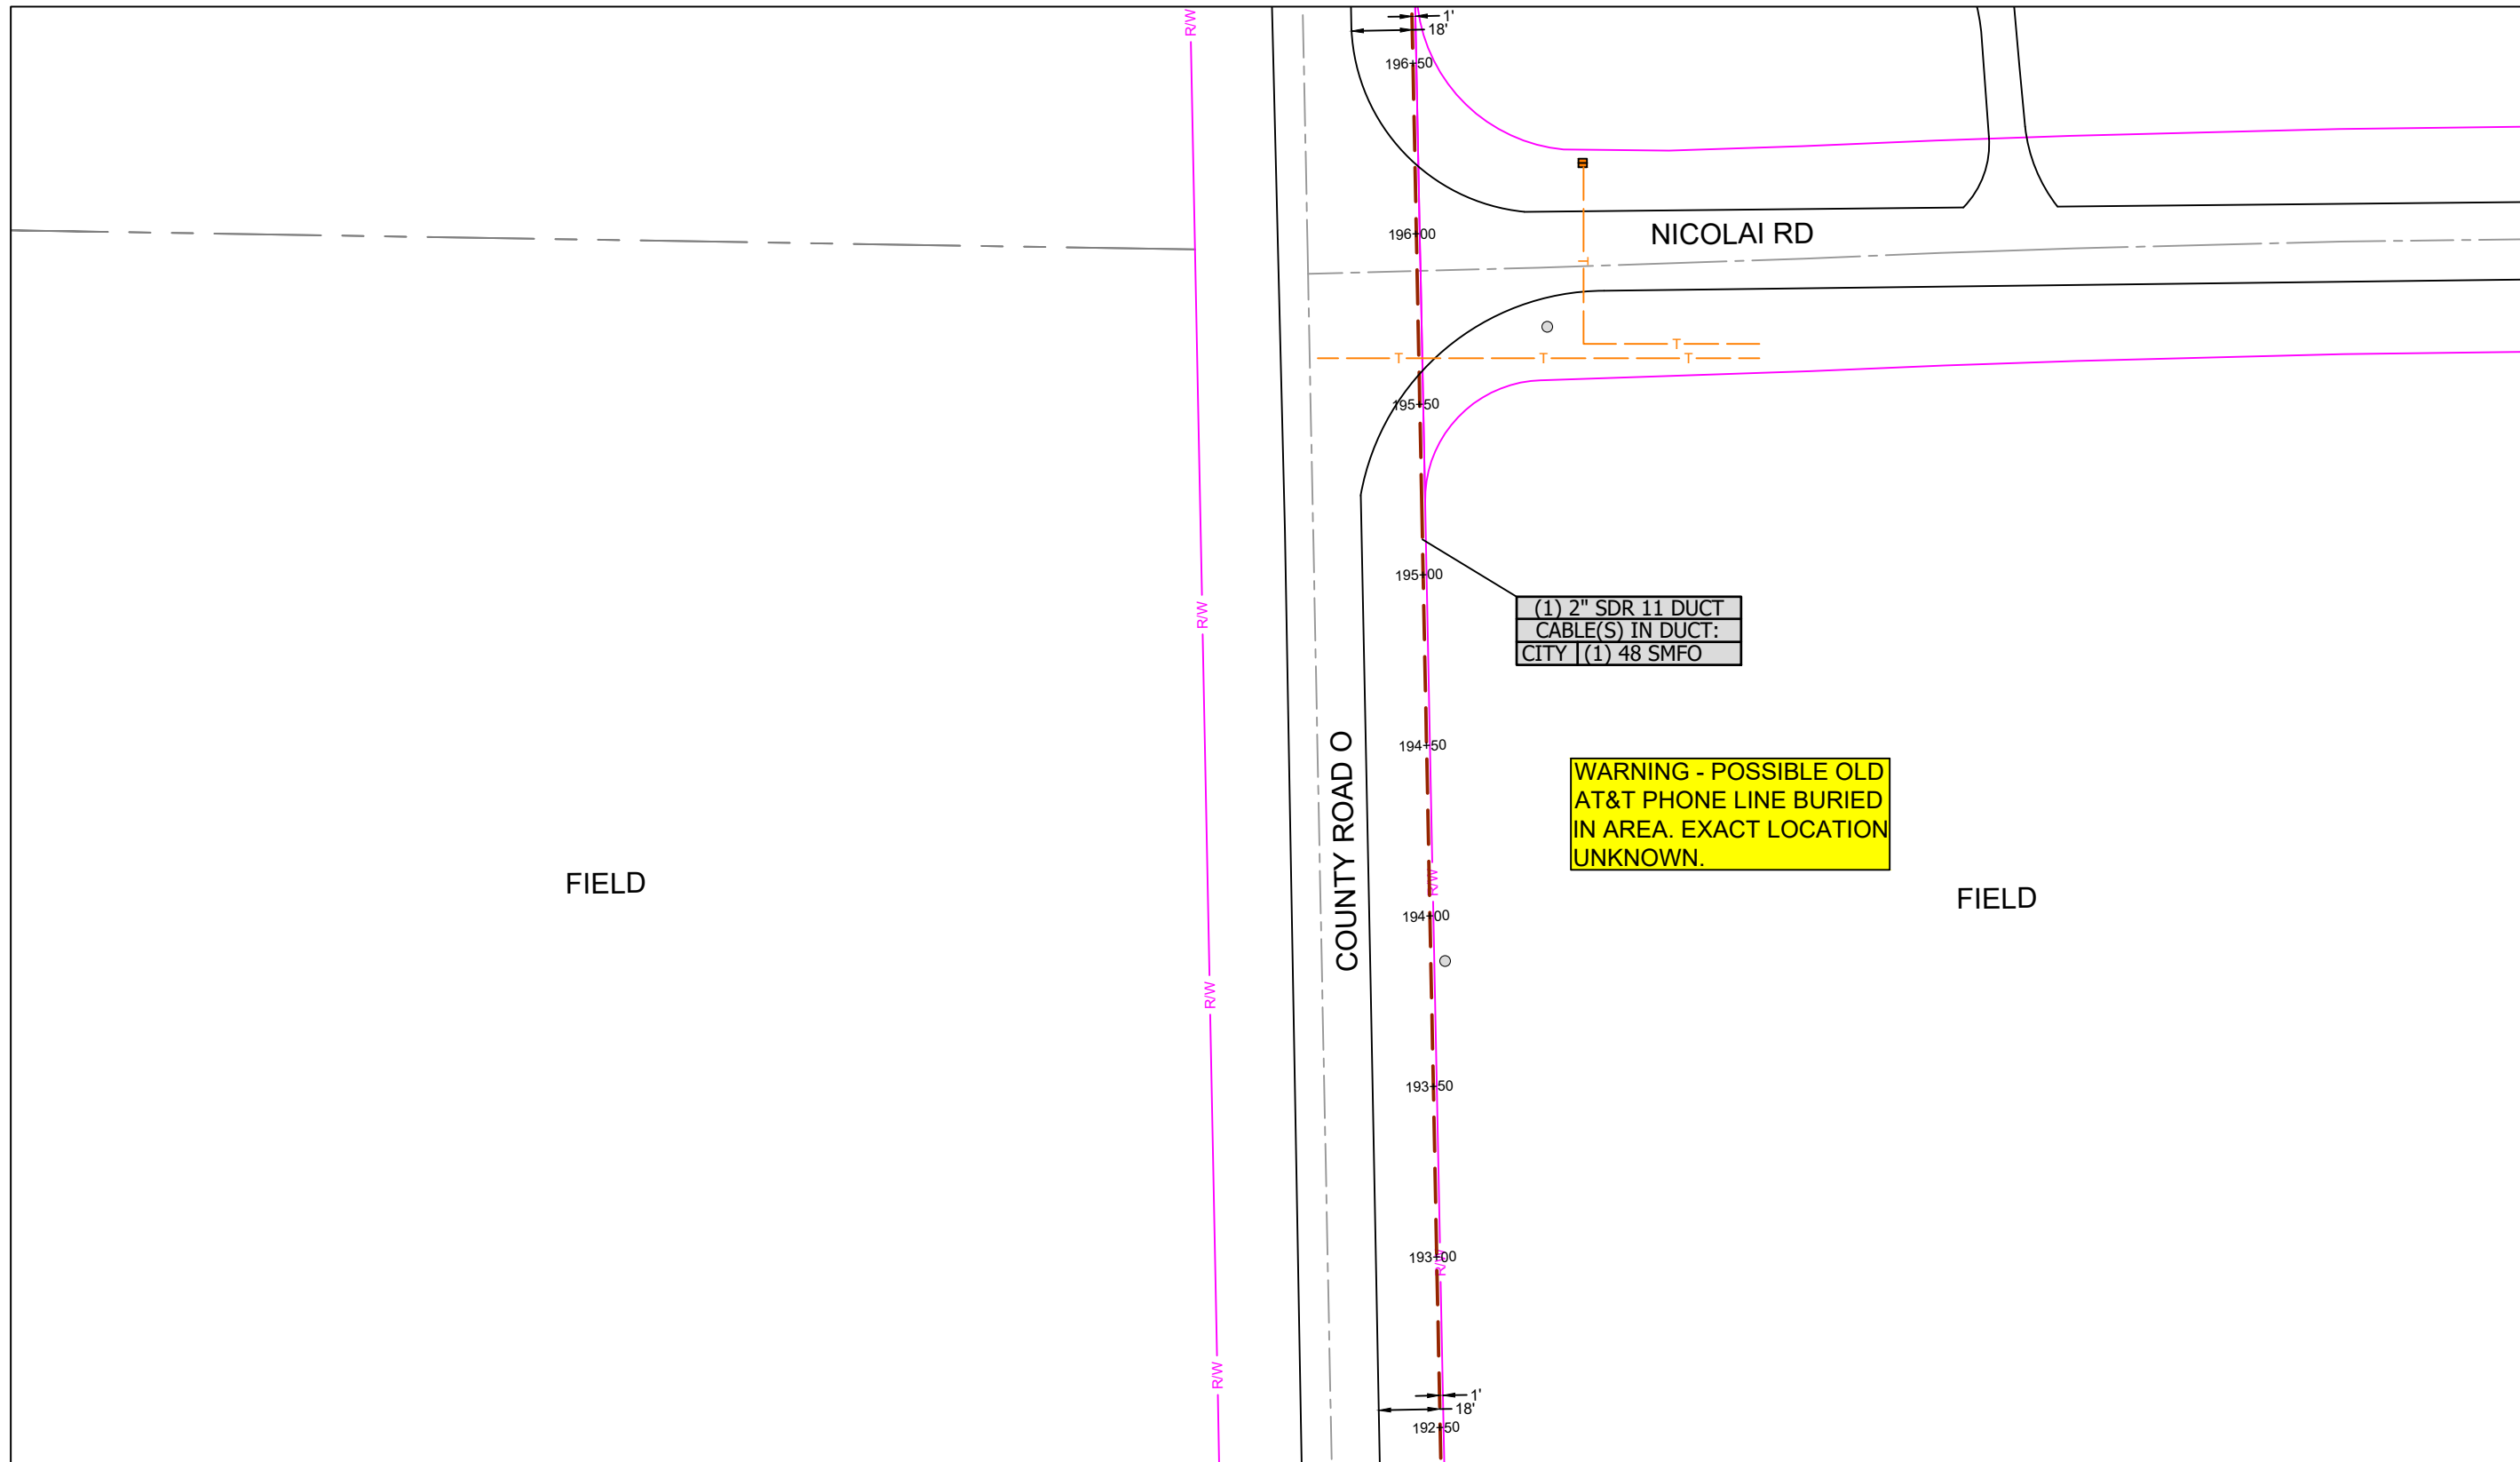 R/W
1'
18'
196+50
NICOLAI RD
196+00
T
T
T
T
T
195+50
195+00
(1) 2" SDR 11 DUCT
CABLE(S) IN DUCT:
CITY (1) 48 SMFO
R/W
194+50
WARNING - POSSIBLE OLD
AT&T PHONE LINE BURIED
IN AREA. EXACT LOCATION
UNKNOWN.
COUNTY ROAD O
FIELD
R/W
FIELD
194+00
R/W
193+50
193+00
R/W
R/W
1'
18'
192+50